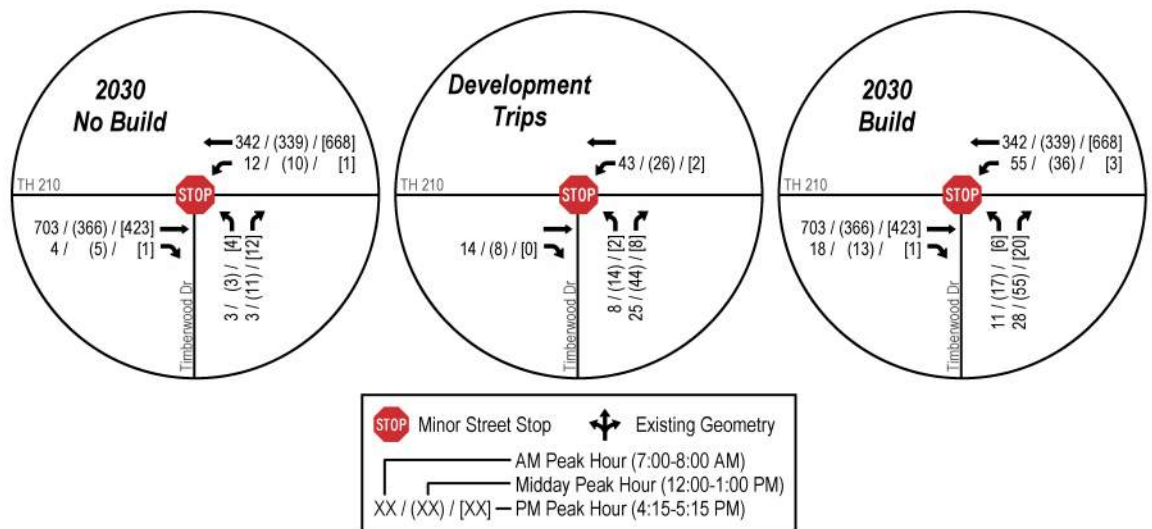 2030
No Build
342 / (339) / [668]
12 / (10) / [1]
TH 210
STOP
703 / (366) / [423]
4 / (5) / [1]
3 / (3) / [4]
3 / (11) / [12]
Timberwood Dr
Development
Trips
43 / (26) / [2]
TH 210
STOP
14 / (8) / [0]
8 / (14) / [2]
25 / (44) / [8]
Timberwood Dr
2030
Build
342 / (339) / [668]
55 / (36) / [3]
TH 210
STOP
703 / (366) / [423]
18 / (13) / [1]
11 / (17) / [6]
28 / (55) / [20]
Timberwood Dr
STOP Minor Street Stop
Existing Geometry
AM Peak Hour (7:00-8:00 AM)
Midday Peak Hour (12:00-1:00 PM)
XX / (XX) / [XX] PM Peak Hour (4:15-5:15 PM)